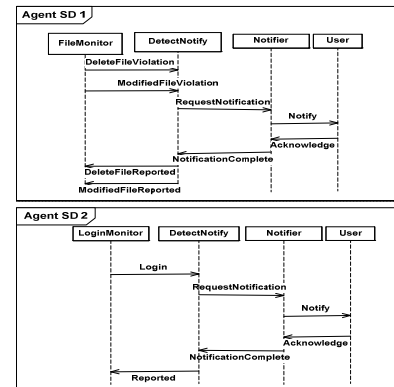 Agent SD 1
FileMonitor DetectNotify Notifier User
DeleteFileViolation
ModifiedFileViolation
RequestNotification
Notify
Acknowledge
NotificationComplete
DeleteFileReported
ModifiedFileReported
Agent SD 2
LoginMonitor DetectNotify Notifier User
Login
RequestNotification
Notify
Acknowledge
NotificationComplete
Reported